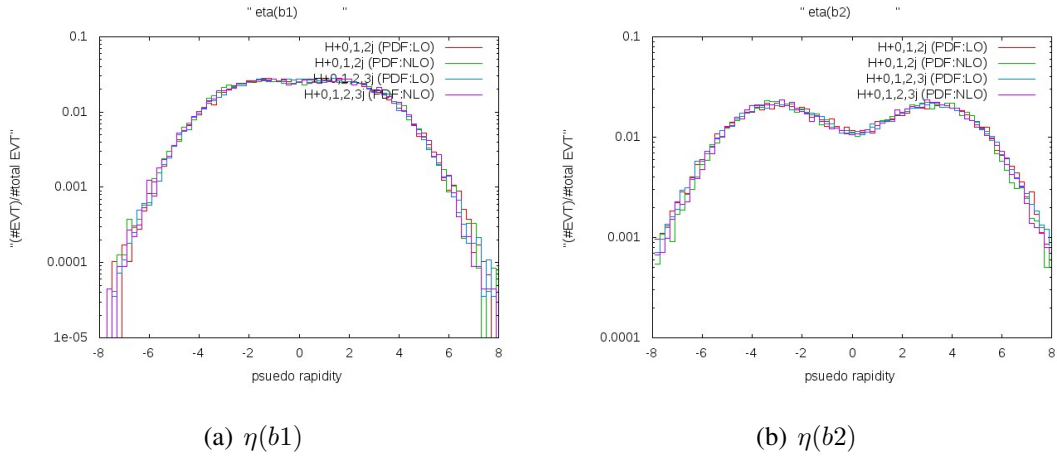 " eta(b1) "
0.1
0.01
0.001
0.0001
1e-05
"(#EVT)/#total EVT"
H+0,1,2j (PDF:LO)
H+0,1,2j (PDF:NLO)
H+0,1,2,3j (PDF:LO)
H+0,1,2,3j (PDF:NLO)
-8 -6 -4 -2 0 2 4 6 8
psuedo rapidity
(a) η(b1)
" eta(b2) "
0.1
0.01
0.001
0.0001
"(#EVT)/#total EVT"
H+0,1,2j (PDF:LO)
H+0,1,2j (PDF:NLO)
H+0,1,2,3j (PDF:LO)
H+0,1,2,3j (PDF:NLO)
-8 -6 -4 -2 0 2 4 6 8
psuedo rapidity
(b) η(b2)